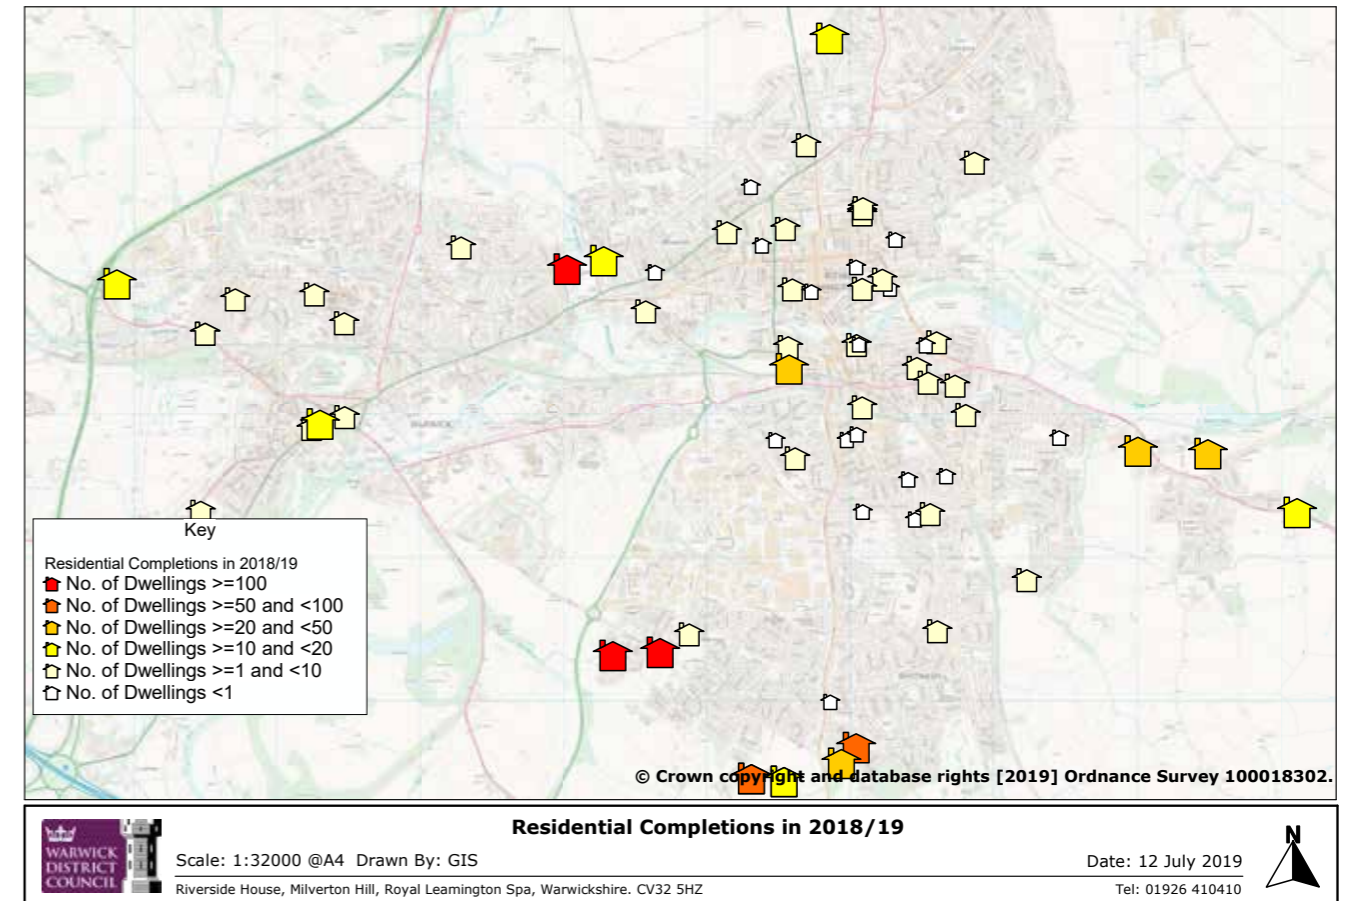 WARWICK
Key
Residential Completions in 2018/19
No. of Dwellings >=100
No. of Dwellings >=50 and <100
No. of Dwellings >=20 and <50
No. of Dwellings >=10 and <20
No. of Dwellings >=1 and <10
No. of Dwellings <1
© Crown copyright and database rights [2019] Ordnance Survey 100018302.
WARWICK
DISTRICT
COUNCIL
Residential Completions in 2018/19
Scale: 1:32000 @A4 Drawn By: GIS
Date: 12 July 2019
Riverside House, Milverton Hill, Royal Leamington Spa, Warwickshire. CV32 5HZ
Tel: 01926 410410
N